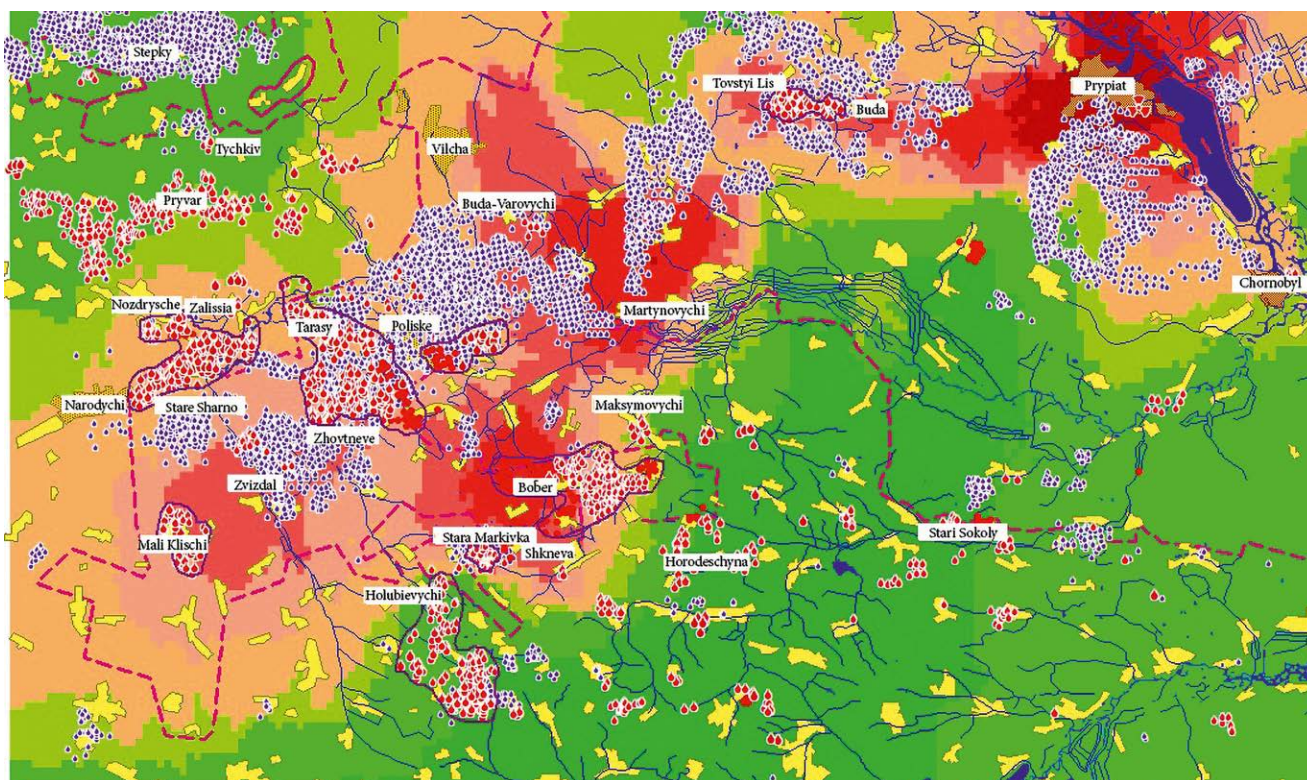 Stepky
Tovstyi Lis
Prypiat
Buda
Tychkiv
Vilcha
Pryvar
Buda-Varovychi
Chornobyl
Nozdrysche
Zalissia
Tarasy
Poliske
Martynovychi
Narodychi
Stare Sharno
Maksymovychi
Zhovtneve
Zvizdal
Bober
Mali Klischi
Stara Markivka
Stari Sokoly
Shkneva
Horodeschyna
Holubievychi